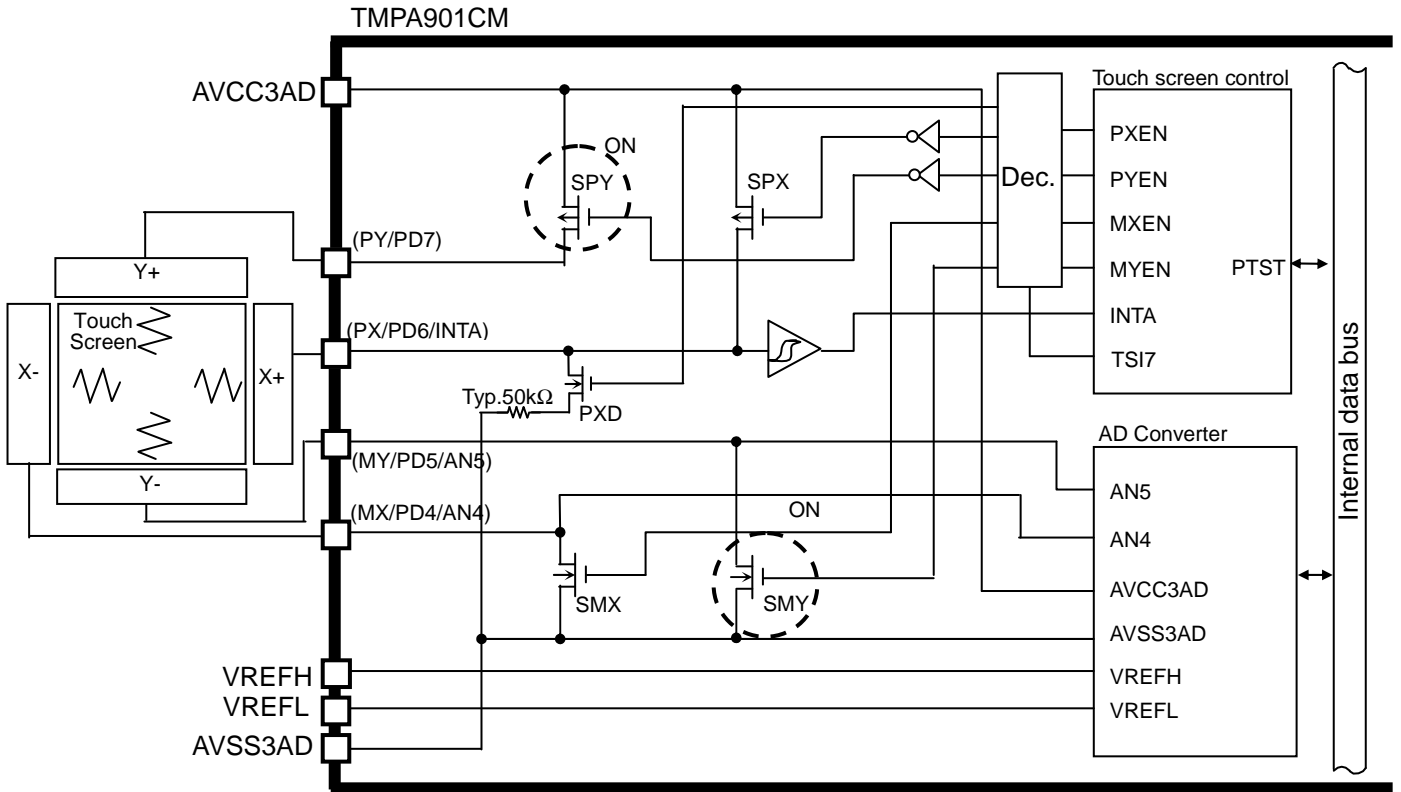 TMPA901CM
AVCC3AD
Touch screen control
ON
SPY
SPX
Dec.
PXEN
PYEN
MXEN
MYEN
PTST
INTA
TSI7
(PY/PD7)
Y+
(PX/PD6/INTA)
Touch
Screen
X-
X+
Typ.50kΩ
PXD
Internal data bus
AD Converter
(MY/PD5/AN5)
Y-
(MX/PD4/AN4)
ON
AN5
AN4
SMX
SMY
AVCC3AD
AVSS3AD
VREFH
VREFH
VREFL
VREFL
AVSS3AD